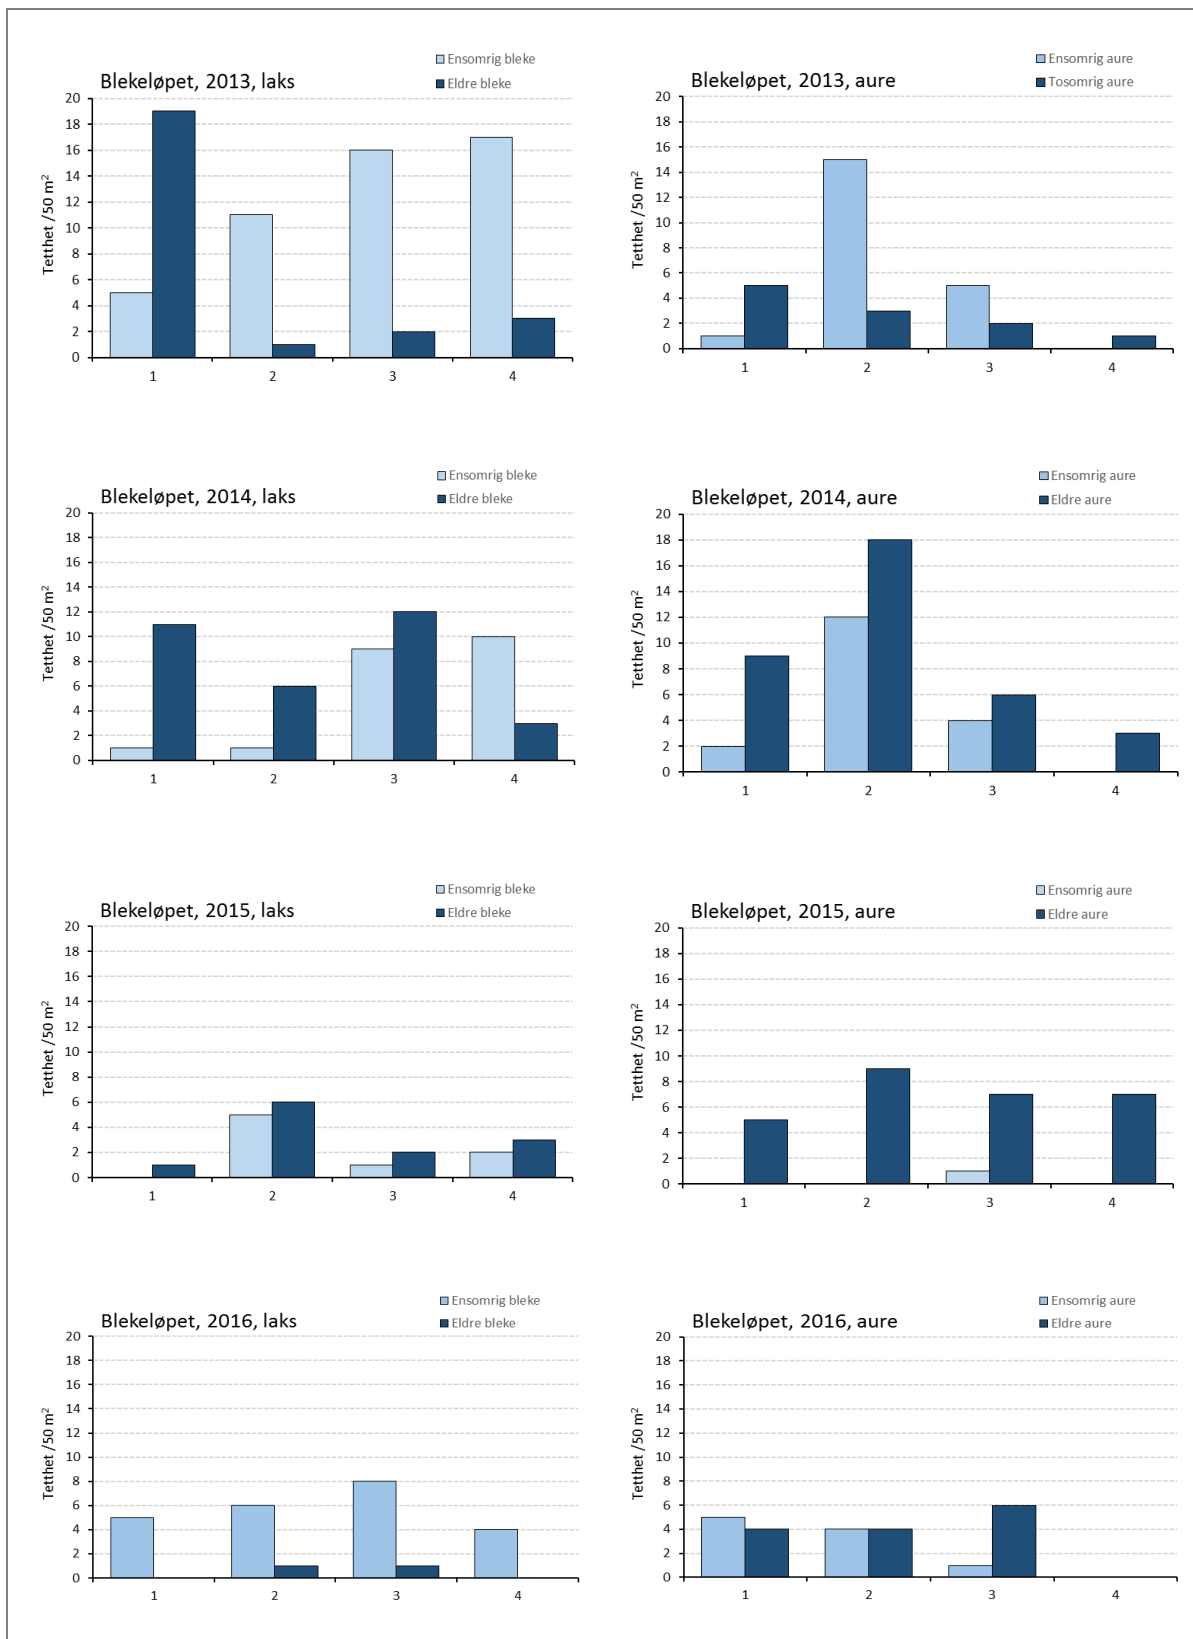 Blekeløpet, 2013, laks
Ensomrig bleke
Eldre bleke
Tetthet /50 m²
20
18
16
14
12
10
8
6
4
2
0
1 2 3 4
Blekeløpet, 2013, aure
Ensomrig aure
Tosomrig aure
Tetthet /50 m²
20
18
16
14
12
10
8
6
4
2
0
1 2 3 4
Blekeløpet, 2014, laks
Ensomrig bleke
Eldre bleke
Tetthet /50 m²
20
18
16
14
12
10
8
6
4
2
0
1 2 3 4
Blekeløpet, 2014, aure
Ensomrig aure
Eldre aure
Tetthet /50 m²
20
18
16
14
12
10
8
6
4
2
0
1 2 3 4
Blekeløpet, 2015, laks
Ensomrig bleke
Eldre bleke
Tetthet /50 m²
20
18
16
14
12
10
8
6
4
2
0
1 2 3 4
Blekeløpet, 2015, aure
Ensomrig aure
Eldre aure
Tetthet /50 m²
20
18
16
14
12
10
8
6
4
2
0
1 2 3 4
Blekeløpet, 2016, laks
Ensomrig bleke
Eldre bleke
Tetthet /50 m²
20
18
16
14
12
10
8
6
4
2
0
1 2 3 4
Blekeløpet, 2016, aure
Ensomrig aure
Eldre aure
Tetthet /50 m²
20
18
16
14
12
10
8
6
4
2
0
1 2 3 4